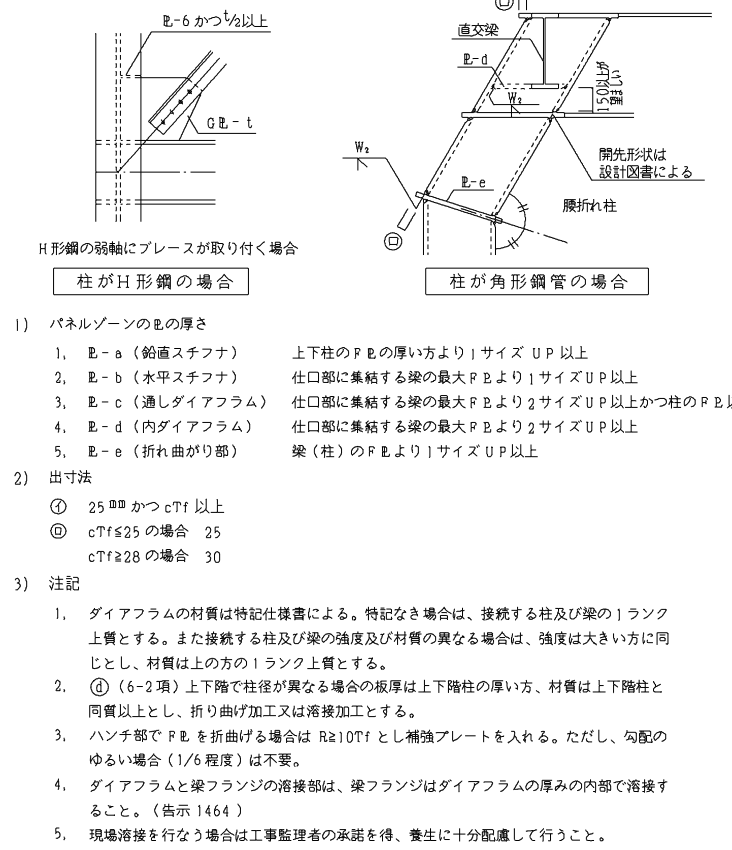 ロ
PL-6 かつt/2以上
直交梁
PL-d
W2
150以上が
望ましい
GPL-t
W2
開先形状は
設計図書による
PL-e
腰折れ柱
ロ
H形鋼の弱軸にブレースが取り付く場合
柱がH形鋼の場合
柱が角形鋼管の場合
1) パネルゾーンのPLの厚さ
1, PL-a（鉛直スチフナ） 上下柱のFPLの厚い方より1サイズ UP以上
2, PL-b（水平スチフナ） 仕口部に集結する梁の最大FPLより1サイズUP以上
3, PL-c（通しダイアフラム） 仕口部に集結する梁の最大FPLより2サイズUP以上かつ柱のFPL
4, PL-d（内ダイアフラム） 仕口部に集結する梁の最大FPLより2サイズUP以上
5, PL-e（折れ曲がり部） 梁（柱）のFPLより1サイズUP以上
2) 出寸法
イ 25mmかつcTf以上
ロ cTf≦25の場合 25
cTf≧28の場合 30
3) 注記
1, ダイアフラムの材質は特記仕様書による。特記なき場合は、接続する柱及び梁の1ランク
上質とする。また接続する柱及び梁の強度及び材質の異なる場合は、強度は大きい方に同
じとし、材質は上の方の1ランク上質とする。
2, ⓓ（6-2項）上下階で柱径が異なる場合の板厚は上下階柱の厚い方、材質は上下階柱と
同質以上とし、折り曲げ加工又は溶接加工とする。
3, ハンチ部でFPLを折曲げる場合はR≧10Tfとし補強プレートを入れる。ただし、勾配の
ゆるい場合（1/6程度）は不要。
4, ダイアフラムと梁フランジの溶接部は、梁フランジはダイアフラムの厚みの内部で溶接す
ること。（告示1464）
5, 現場溶接を行なう場合は工事監理者の承諾を得、養生に十分配慮して行うこと。